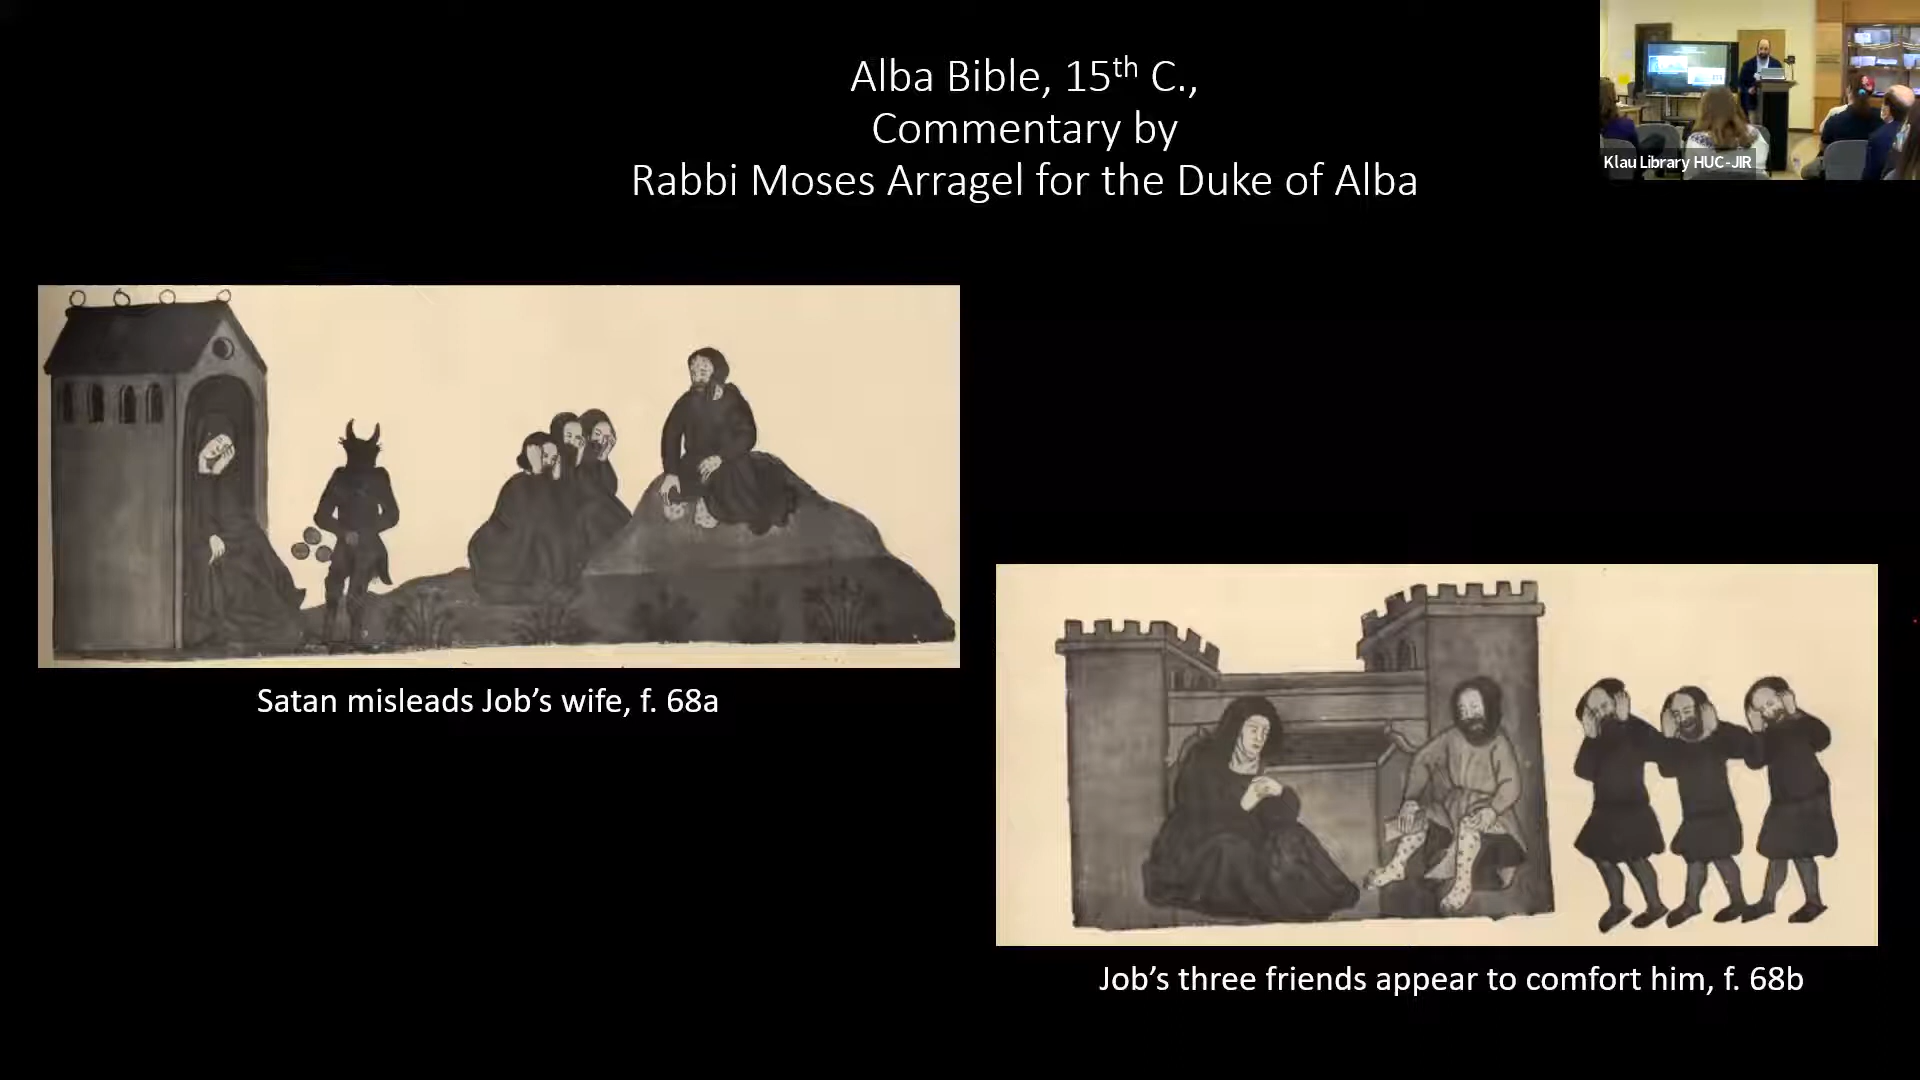 Alba Bible, 15th C.,
Commentary by
Rabbi Moses Arragel for the Duke of Alba
Klau Library HUC-JIR
Satan misleads Job’s wife, f. 68a
Job’s three friends appear to comfort him, f. 68b